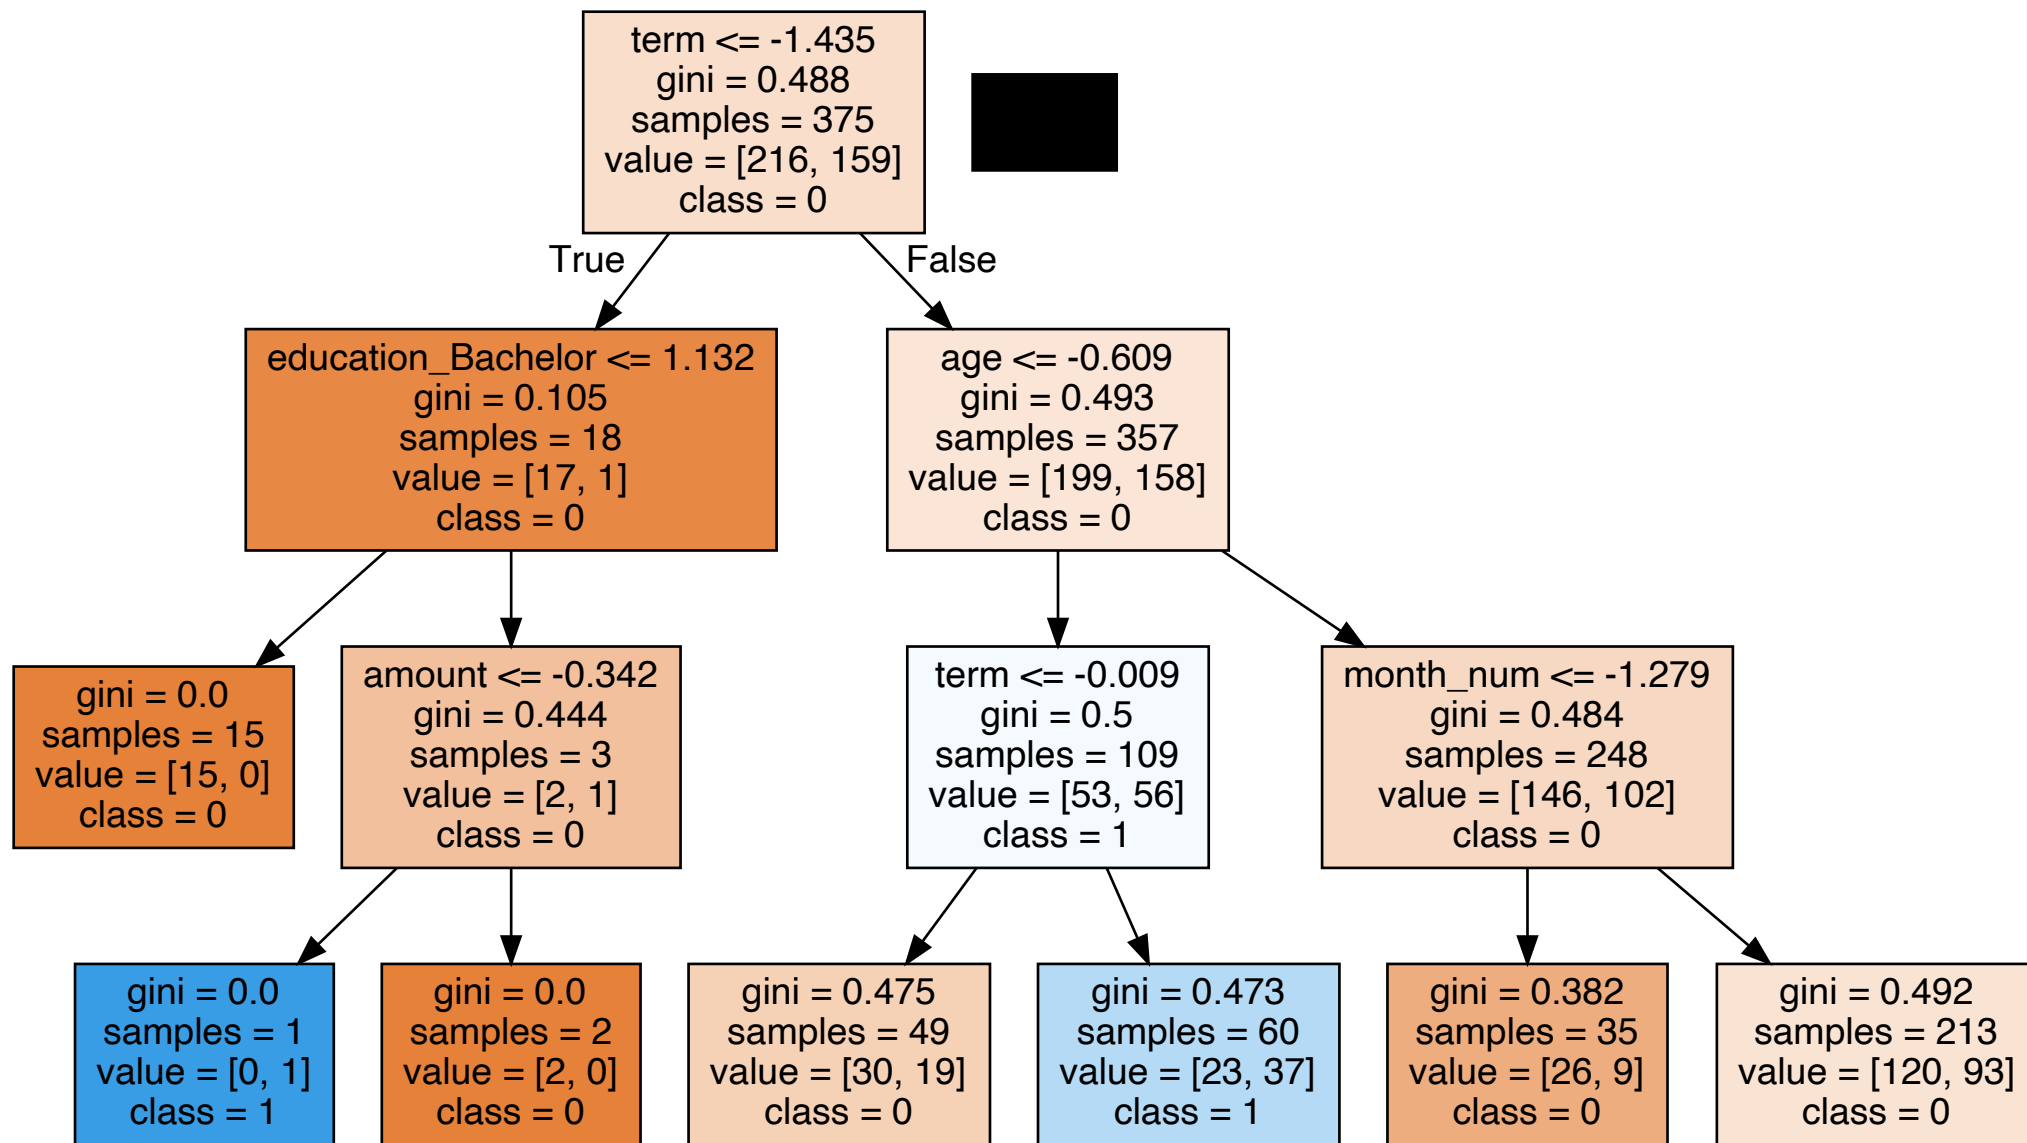 term <= -1.435
gini = 0.488
samples = 375
value = [216, 159]
class = 0
True
False
education_Bachelor <= 1.132
gini = 0.105
samples = 18
value = [17, 1]
class = 0
age <= -0.609
gini = 0.493
samples = 357
value = [199, 158]
class = 0
gini = 0.0
samples = 15
value = [15, 0]
class = 0
amount <= -0.342
gini = 0.444
samples = 3
value = [2, 1]
class = 0
term <= -0.009
gini = 0.5
samples = 109
value = [53, 56]
class = 1
month_num <= -1.279
gini = 0.484
samples = 248
value = [146, 102]
class = 0
gini = 0.0
samples = 1
value = [0, 1]
class = 1
gini = 0.0
samples = 2
value = [2, 0]
class = 0
gini = 0.475
samples = 49
value = [30, 19]
class = 0
gini = 0.473
samples = 60
value = [23, 37]
class = 1
gini = 0.382
samples = 35
value = [26, 9]
class = 0
gini = 0.492
samples = 213
value = [120, 93]
class = 0